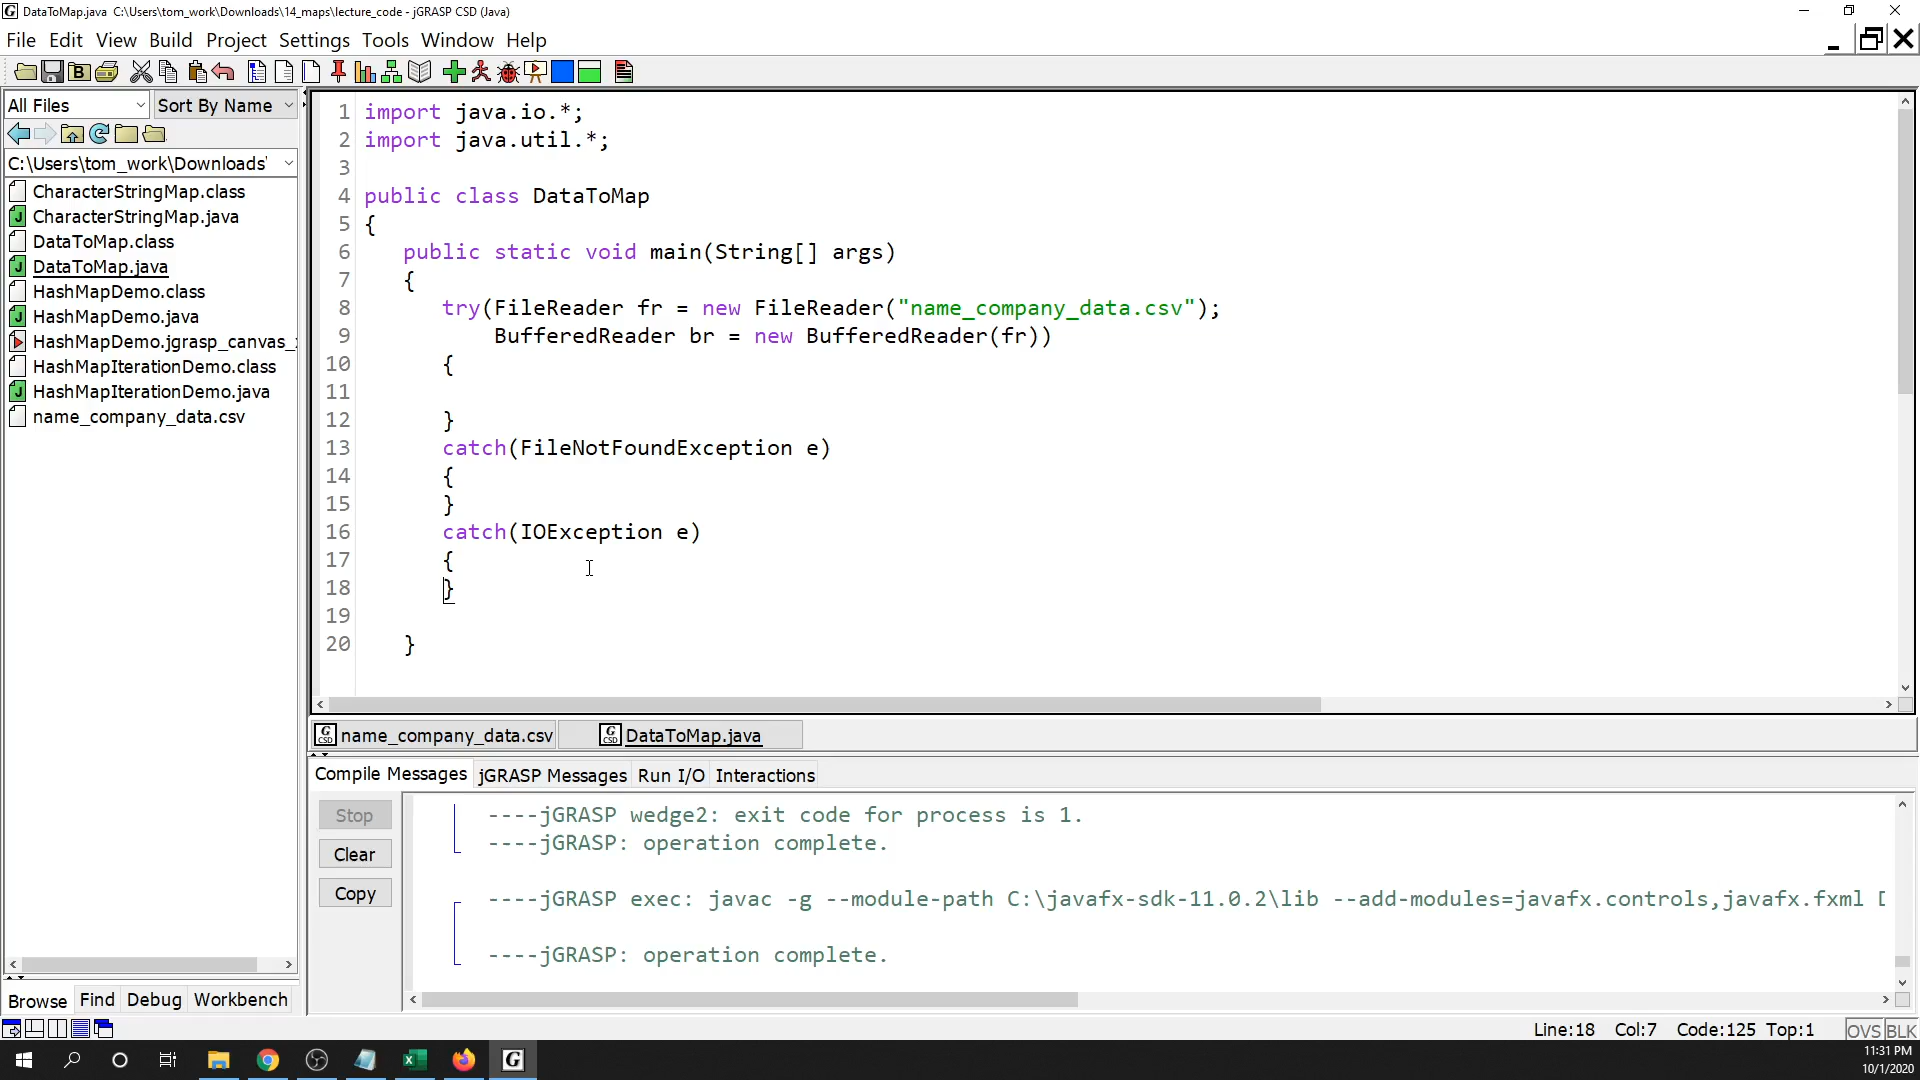 DataToMap.java C:\Users\tom_work\Downloads\14_maps\lecture_code - jGRASP CSD (Java)
File Edit View Build Project Settings Tools Window Help
All Files
Sort By Name
C:\Users\tom_work\Downloads'
CharacterStringMap.class
CharacterStringMap.java
DataToMap.class
DataToMap.java
HashMapDemo.class
HashMapDemo.java
HashMapDemo.jgrasp_canvas_
HashMapIterationDemo.class
HashMapIterationDemo.java
name_company_data.csv
Browse Find Debug Workbench
1 import java.io.*;
2 import java.util.*;
3
4 public class DataToMap
5 {
6 public static void main(String[] args)
7 {
8 try(FileReader fr = new FileReader("name_company_data.csv");
9 BufferedReader br = new BufferedReader(fr))
10 {
11
12 }
13 catch(FileNotFoundException e)
14 {
15 }
16 catch(IOException e)
17 {
18 }
19
20 }
name_company_data.csv DataToMap.java
Compile Messages jGRASP Messages Run I/O Interactions
Stop
Clear
Copy
----jGRASP wedge2: exit code for process is 1.
----jGRASP: operation complete.
----jGRASP exec: javac -g --module-path C:\javafx-sdk-11.0.2\lib --add-modules=javafx.controls,javafx.fxml D
----jGRASP: operation complete.
Line:18 Col:7 Code:125 Top:1 OVS BLK
11:31 PM
10/1/2020